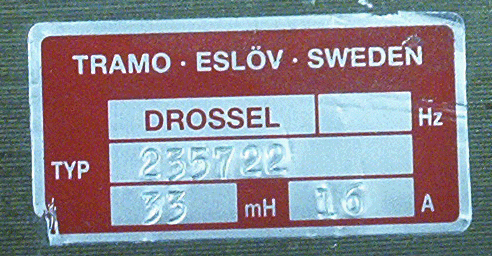 TRAMO · ESLÖV · SWEDEN
DROSSEL Hz
TYP 235722
33 mH 16 A